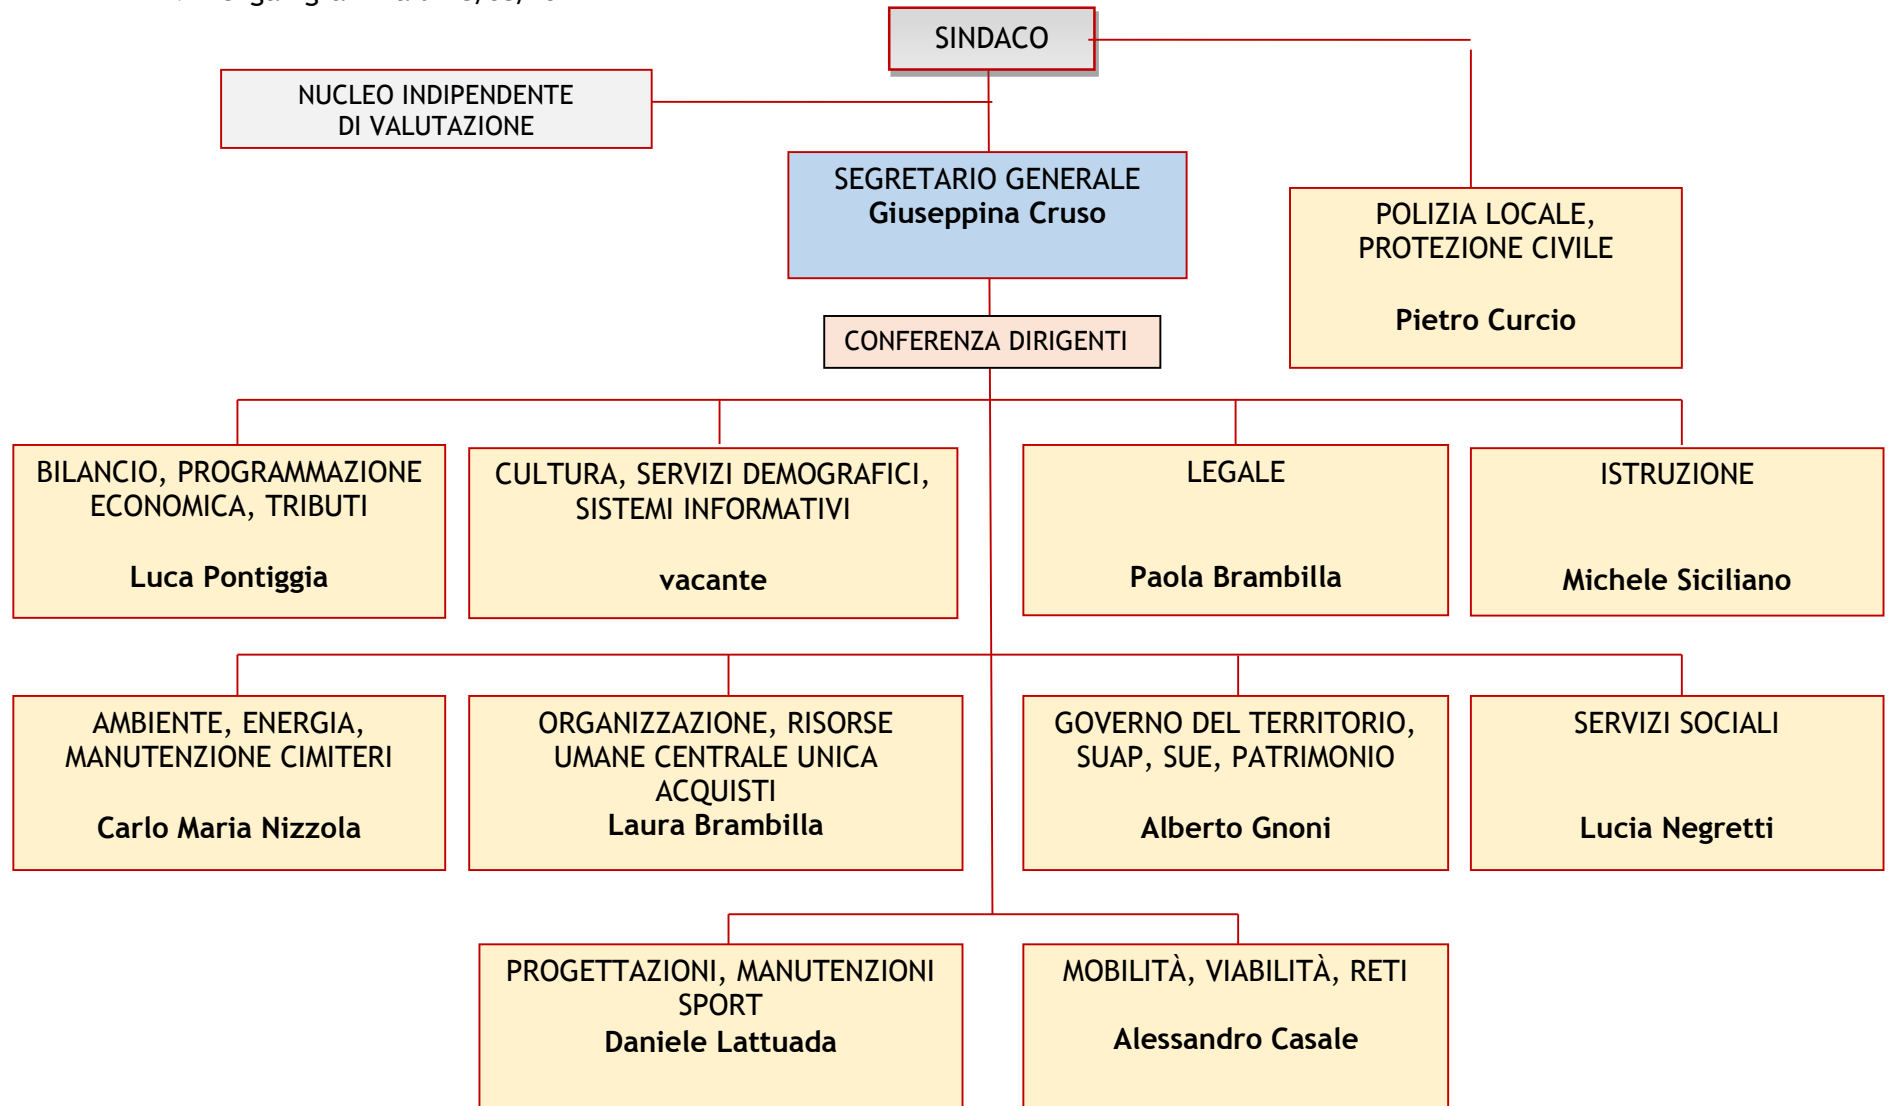 SINDACO
NUCLEO INDIPENDENTE
DI VALUTAZIONE
SEGRETARIO GENERALE
Giuseppina Cruso
POLIZIA LOCALE,
PROTEZIONE CIVILE
Pietro Curcio
CONFERENZA DIRIGENTI
BILANCIO, PROGRAMMAZIONE
ECONOMICA, TRIBUTI
Luca Pontiggia
CULTURA, SERVIZI DEMOGRAFICI,
SISTEMI INFORMATIVI
vacante
LEGALE
Paola Brambilla
ISTRUZIONE
Michele Siciliano
AMBIENTE, ENERGIA,
MANUTENZIONE CIMITERI
Carlo Maria Nizzola
ORGANIZZAZIONE, RISORSE
UMANE CENTRALE UNICA
ACQUISTI
Laura Brambilla
GOVERNO DEL TERRITORIO,
SUAP, SUE, PATRIMONIO
Alberto Gnoni
SERVIZI SOCIALI
Lucia Negretti
PROGETTAZIONI, MANUTENZIONI
SPORT
Daniele Lattuada
MOBILITÀ, VIABILITÀ, RETI
Alessandro Casale